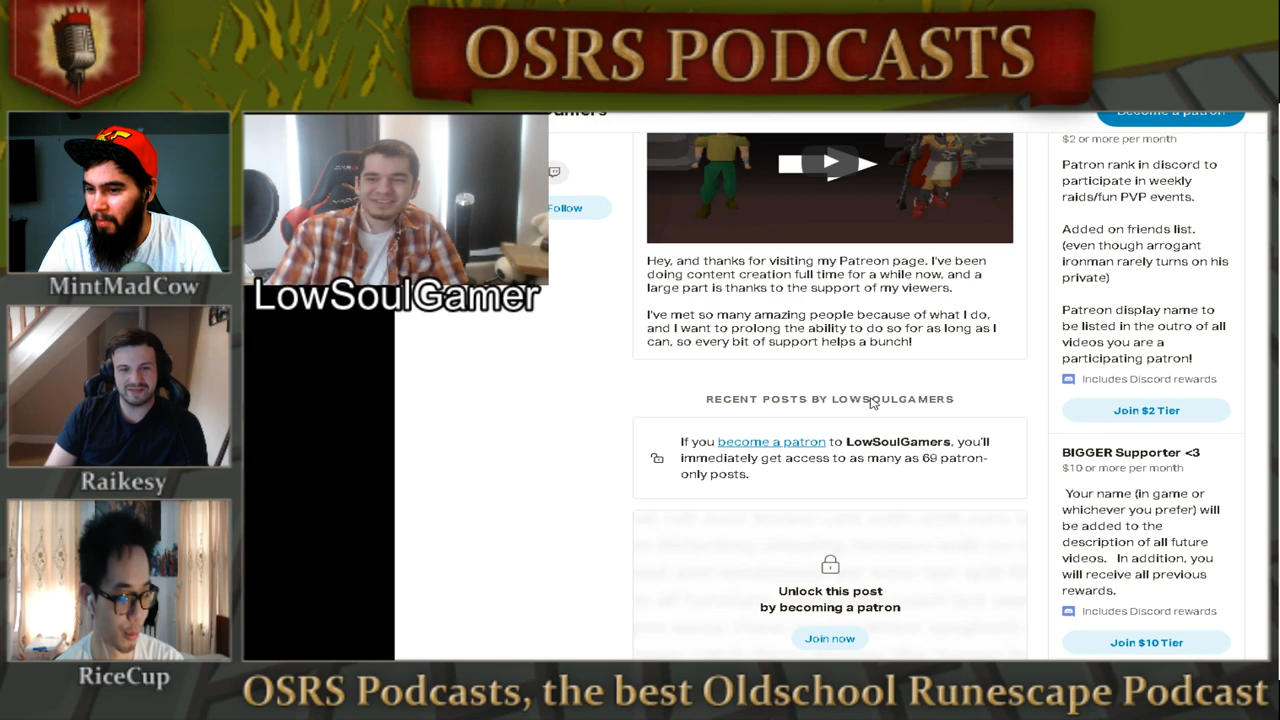 OSRS PODCASTS
MintMadCow
Raikesy
RiceCup
LowSoulGamer
Follow
Hey, and thanks for visiting my Patreon page. I've been
doing content creation full time for a while now, and a
large part is thanks to the support of my viewers.
I've met so many amazing people because of what I do,
and I want to prolong the ability to do so for as long as I
can, so every bit of support helps a bunch!
RECENT POSTS BY LOWSOULGAMERS
If you become a patron to LowSoulGamers, you'll
immediately get access to as many as 69 patron-
only posts.
Unlock this post
by becoming a patron
Join now
Become a patron
$2 or more per month
Patron rank in discord to
participate in weekly
raids/fun PVP events.
Added on friends list.
(even though arrogant
ironman rarely turns on his
private)
Patreon display name to
be listed in the outro of all
videos you are a
participating patron!
Includes Discord rewards
Join $2 Tier
BIGGER Supporter <3
$10 or more per month
Your name (in game or
whichever you prefer) will
be added to the
description of all future
videos. In addition, you
will receive all previous
rewards.
Includes Discord rewards
Join $10 Tier
OSRS Podcasts, the best Oldschool Runescape Podcast